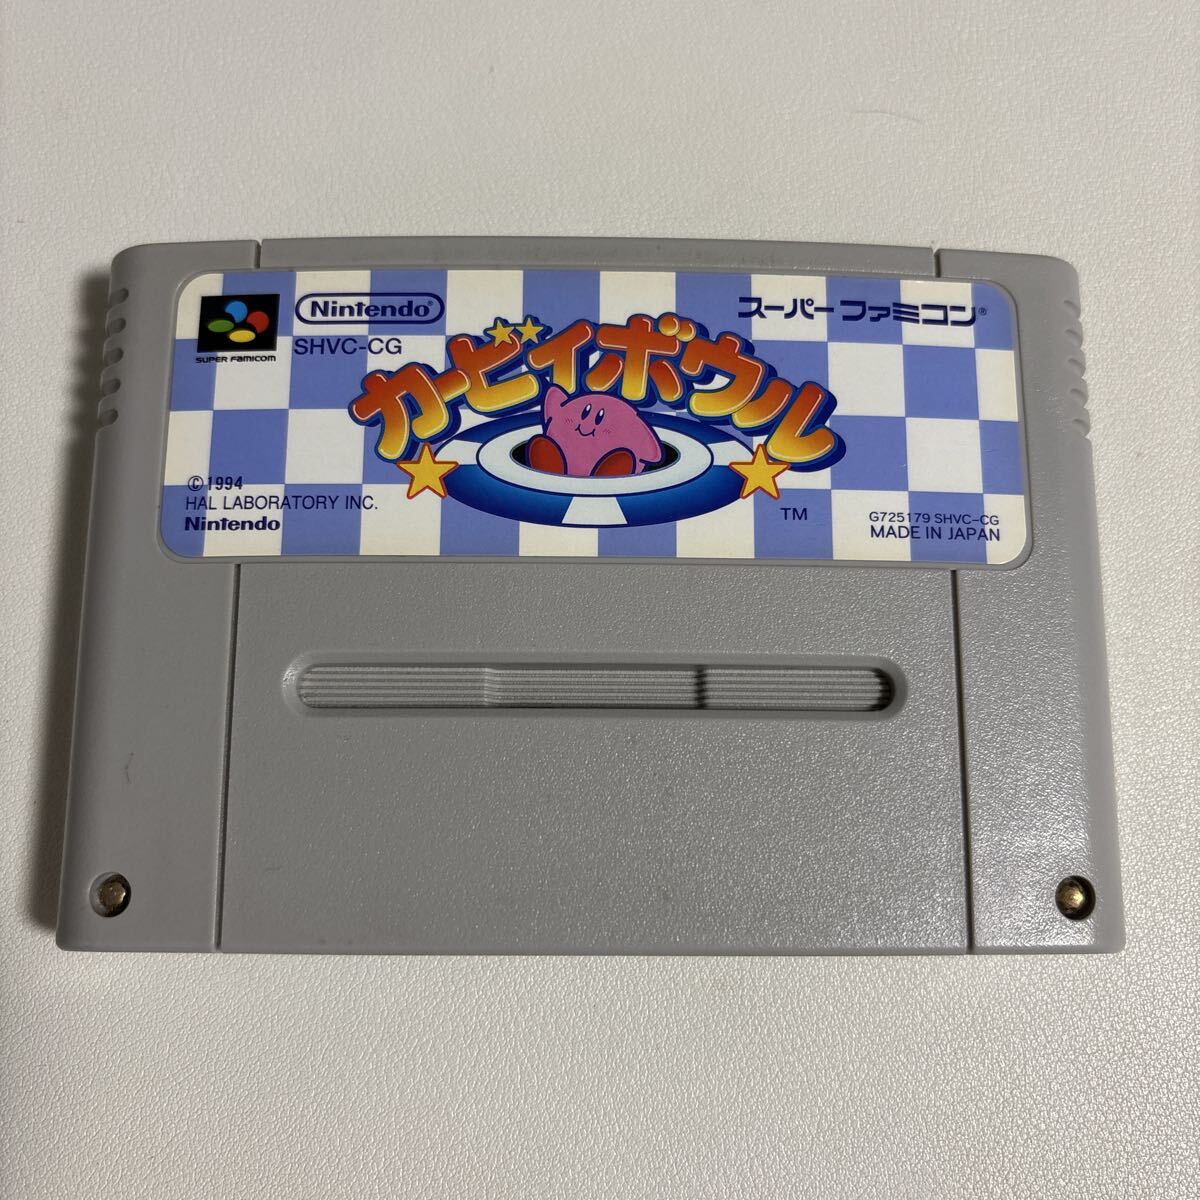 Nintendo®
スーパーファミコン®
SUPER FAMICOM
SHVC-CG
カービィボウル
©1994
HAL LABORATORY INC.
Nintendo
TM
G725179 SHVC-CG
MADE IN JAPAN